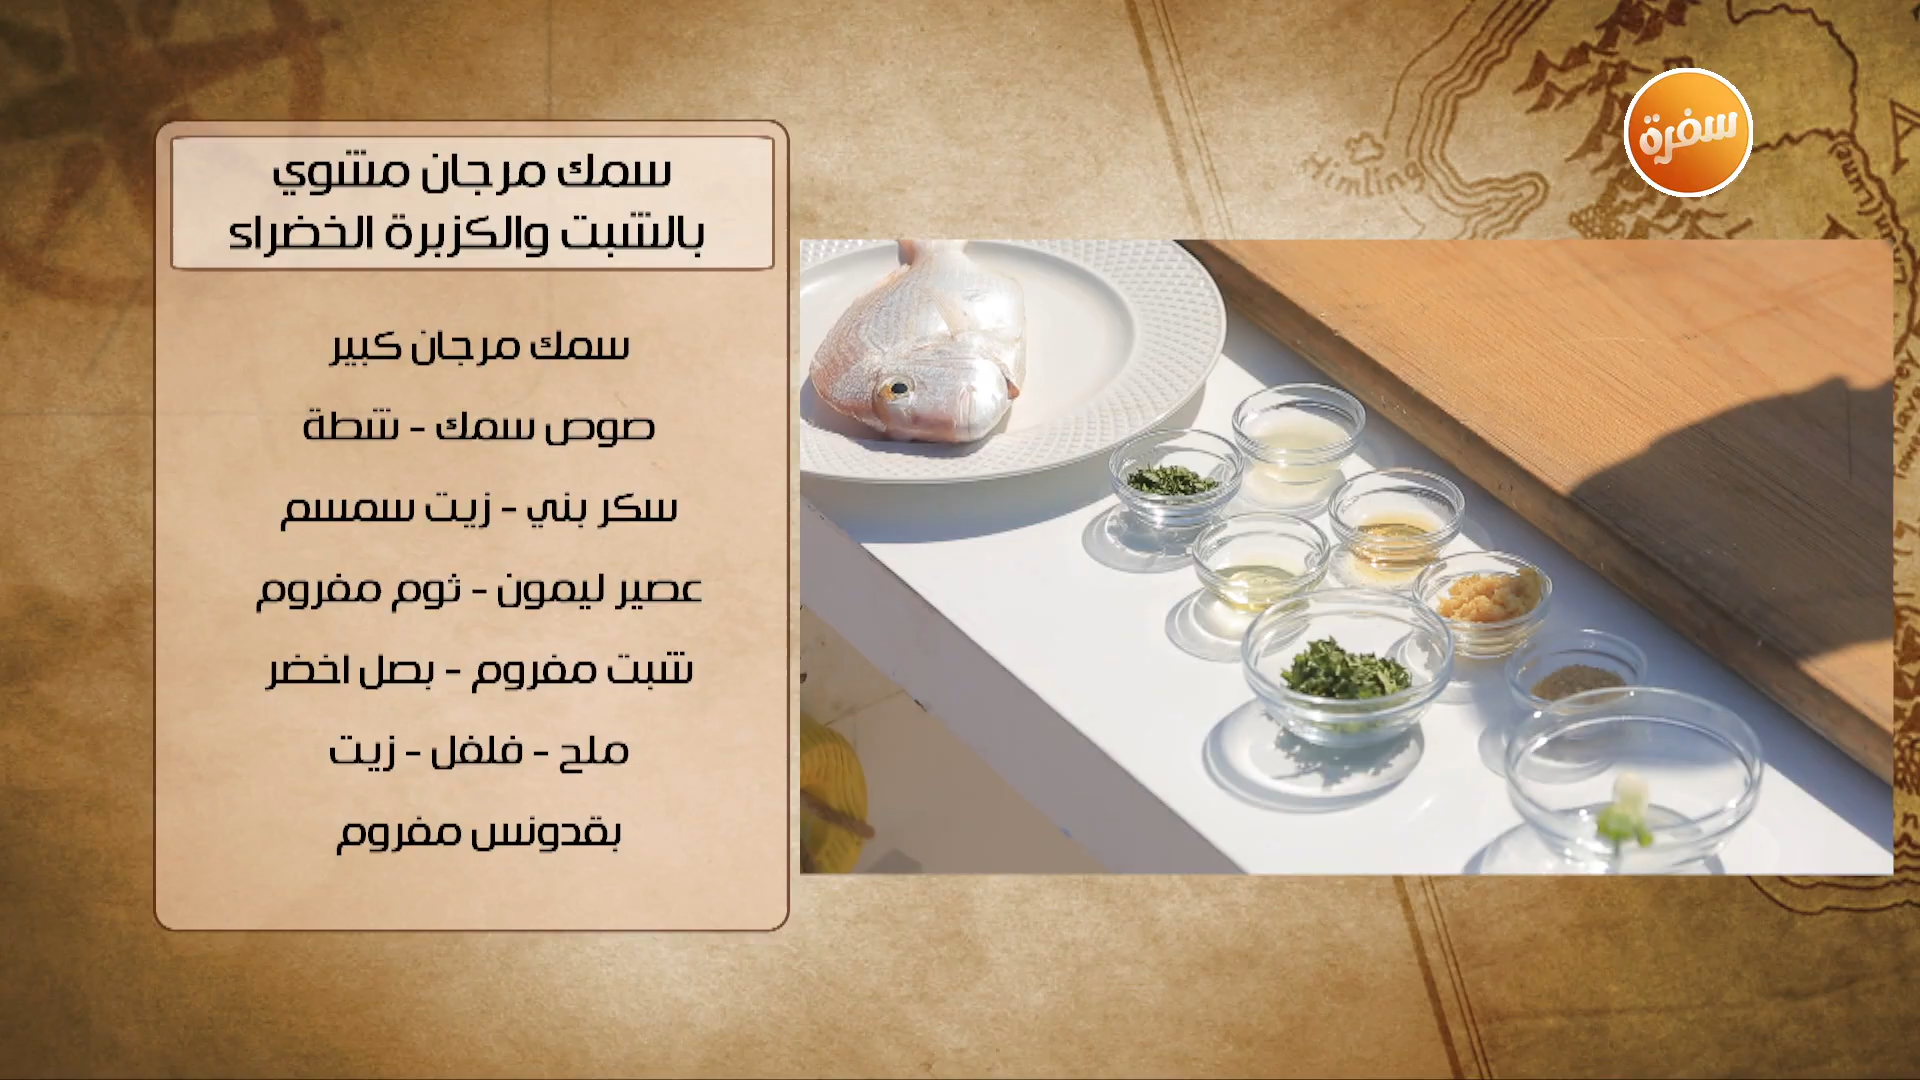 سمك مرجان مشوي
بالشبت والكزبرة الخضراء
سمك مرجان كبير
صوص سمك - شطة
سكر بني - زيت سمسم
عصير ليمون - ثوم مفروم
شبت مفروم - بصل اخضر
ملح - فلفل - زيت
بقدونس مفروم
سفرة
Himling